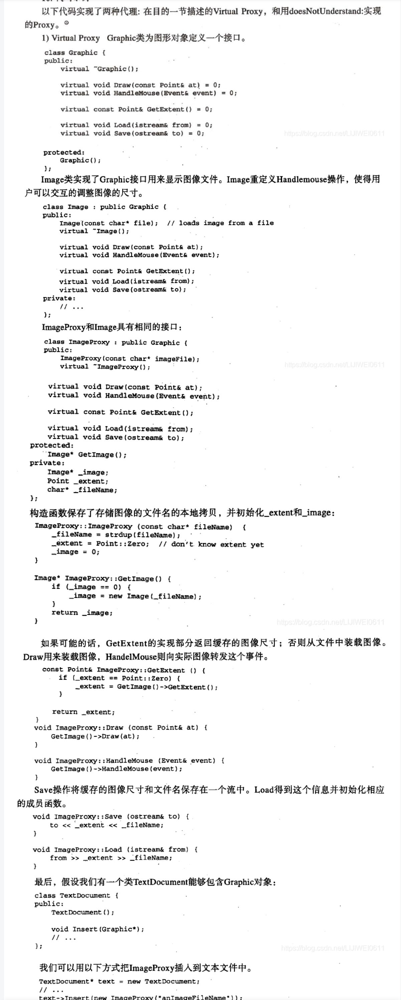 以下代码实现了两种代理: 在目的一节描述的Virtual Proxy，和用doesNotUnderstand:实现
的Proxy。㊀
1) Virtual Proxy Graphic类为图形对象定义一个接口。
class Graphic {
public:
virtual ~Graphic();
virtual void Draw(const Point& at) = 0;
virtual void HandleMouse(Event& event) = 0;
virtual const Point& GetExtent() = 0;
virtual void Load(istream& from) = 0;
virtual void Save(ostream& to) = 0;
https://blog.csdn.net/LIJIWEI0611
protected:
Graphic();
};
Image类实现了Graphic接口用来显示图像文件。Image重定义Handlemouse操作，使得用
户可以交互的调整图像的尺寸。
class Image : public Graphic {
public:
Image(const char* file); // loads image from a file
virtual ~Image();
virtual void Draw(const Point& at);
virtual void HandleMouse(Event& event);
virtual const Point& GetExtent();
virtual void Load(istream& from);
virtual void Save(ostream& to);
private:
// ...
};
ImageProxy和Image具有相同的接口：
class ImageProxy : public Graphic {
public:
ImageProxy(const char* imageFile);
virtual ~ImageProxy();
https://blog.csdn.net/LIJIWEI0611
virtual void Draw(const Point& at);
virtual void HandleMouse(Event& event);
virtual const Point& GetExtent();
virtual void Load(istream& from);
virtual void Save(ostream& to);
protected:
Image* GetImage();
private:
Image* _image;
Point _extent;
char* _fileName;
};
构造函数保存了存储图像的文件名的本地拷贝，并初始化_extent和_image：
ImageProxy::ImageProxy (const char* fileName) {
_fileName = strdup(fileName);
_extent = Point::Zero; // don't know extent yet
_image = 0;
}
Image* ImageProxy::GetImage() {
if (_image == 0) {
_image = new Image(_fileName);
}
return _image;
}
https://blog.csdn.net/LIJIWEI0611
如果可能的话，GetExtent的实现部分返回缓存的图像尺寸；否则从文件中装载图像。
Draw用来装载图像，HandelMouse则向实际图像转发这个事件。
const Point& ImageProxy::GetExtent () {
if (_extent == Point::Zero) {
_extent = GetImage()->GetExtent();
}
return _extent;
}
void ImageProxy::Draw (const Point& at) {
GetImage()->Draw(at);
}
void ImageProxy::HandleMouse (Event& event) {
GetImage()->HandleMouse(event);
}
Save操作将缓存的图像尺寸和文件名保存在一个流中。Load得到这个信息并初始化相应
的成员函数。
void ImageProxy::Save (ostream& to) {
to << _extent << _fileName;
}
void ImageProxy::Load (istream& from) {
from >> _extent >> _fileName;
}
最后，假设我们有一个类TextDocument能够包含Graphic对象：
class TextDocument {
public:
TextDocument();
void Insert(Graphic*);
// ...
};
https://blog.csdn.net/LIJIWEI0611
我们可以用以下方式把ImageProxy插入到文本文件中。
TextDocument* text = new TextDocument;
// ...
text->Insert(new ImageProxy("anImageFileName"));